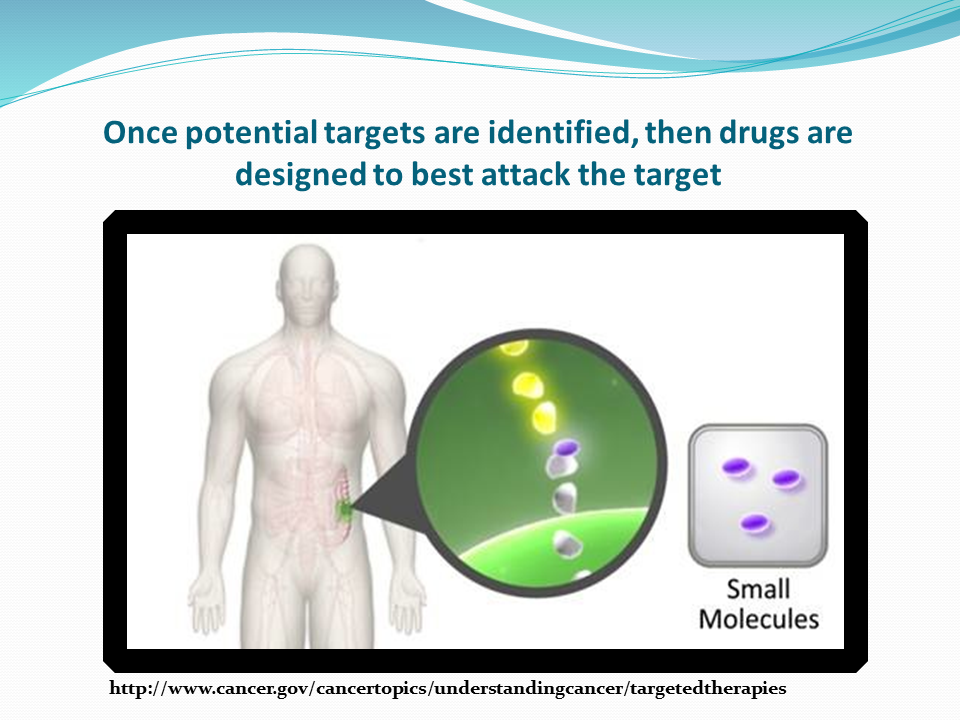 Once potential targets are identified, then drugs are
designed to best attack the target
Small
Molecules
http://www.cancer.gov/cancertopics/understandingcancer/targetedtherapies